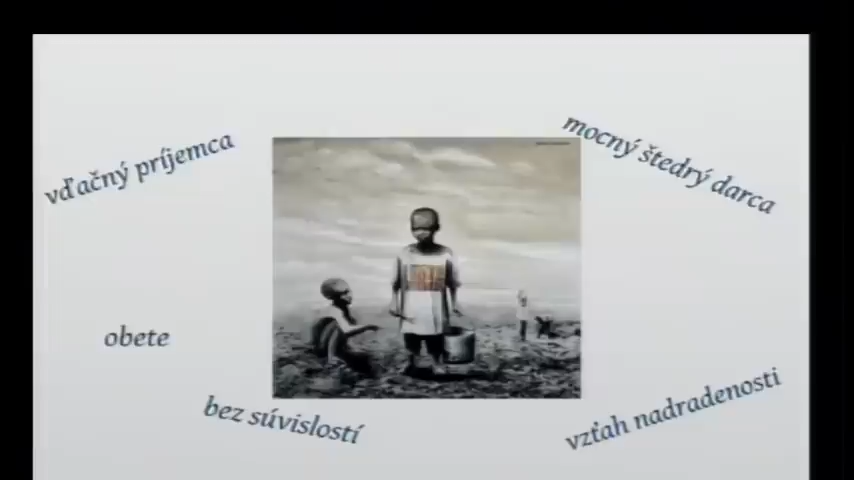 vďačný príjemca
mocný štedrý darca
obete
bez súvislostí
vzťah nadradenosti